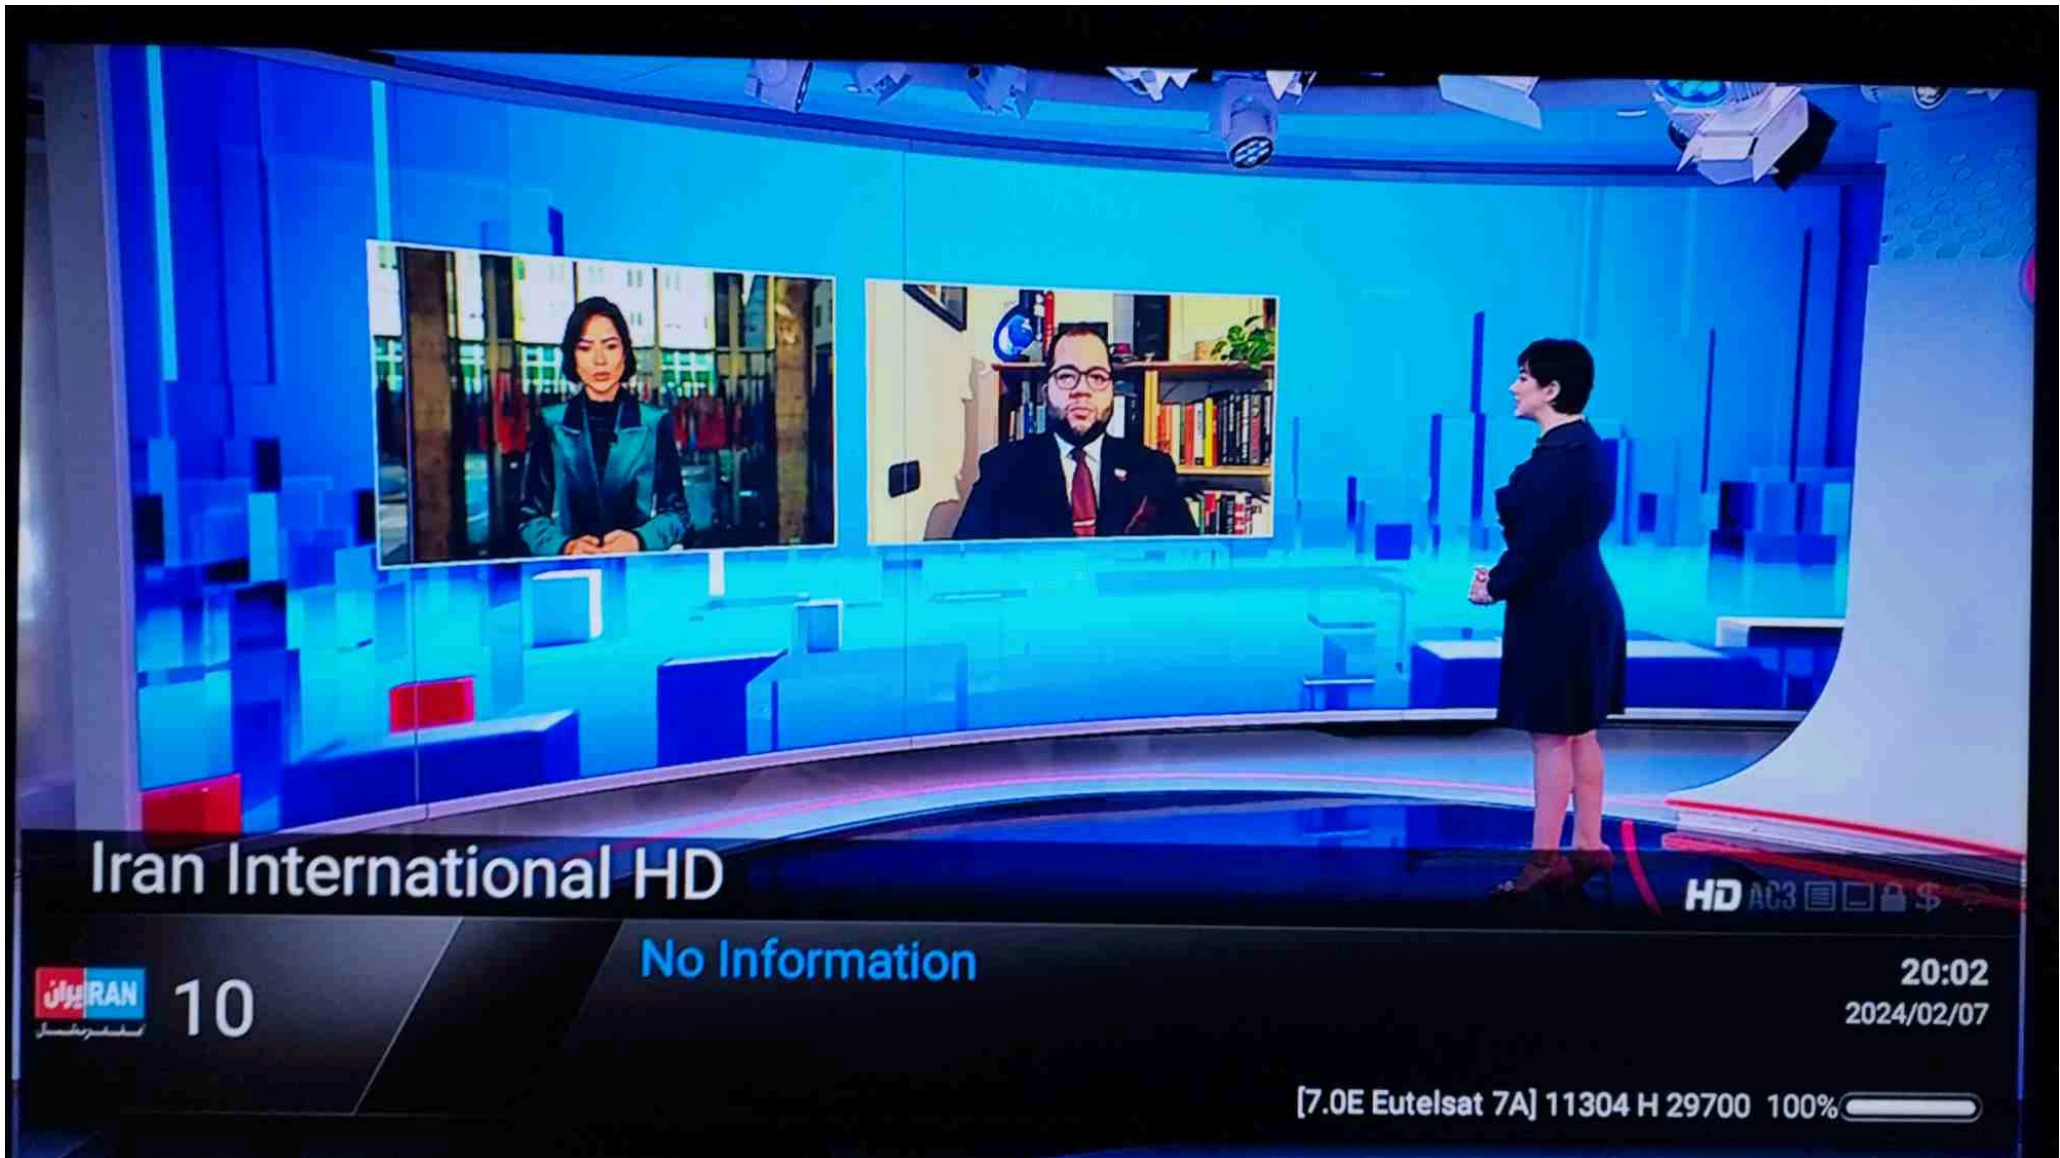 Iran International HD
HD AC3 $
ایران IRAN
اینترنشنال
10
No Information
20:02
2024/02/07
[7.0E Eutelsat 7A] 11304 H 29700 100%